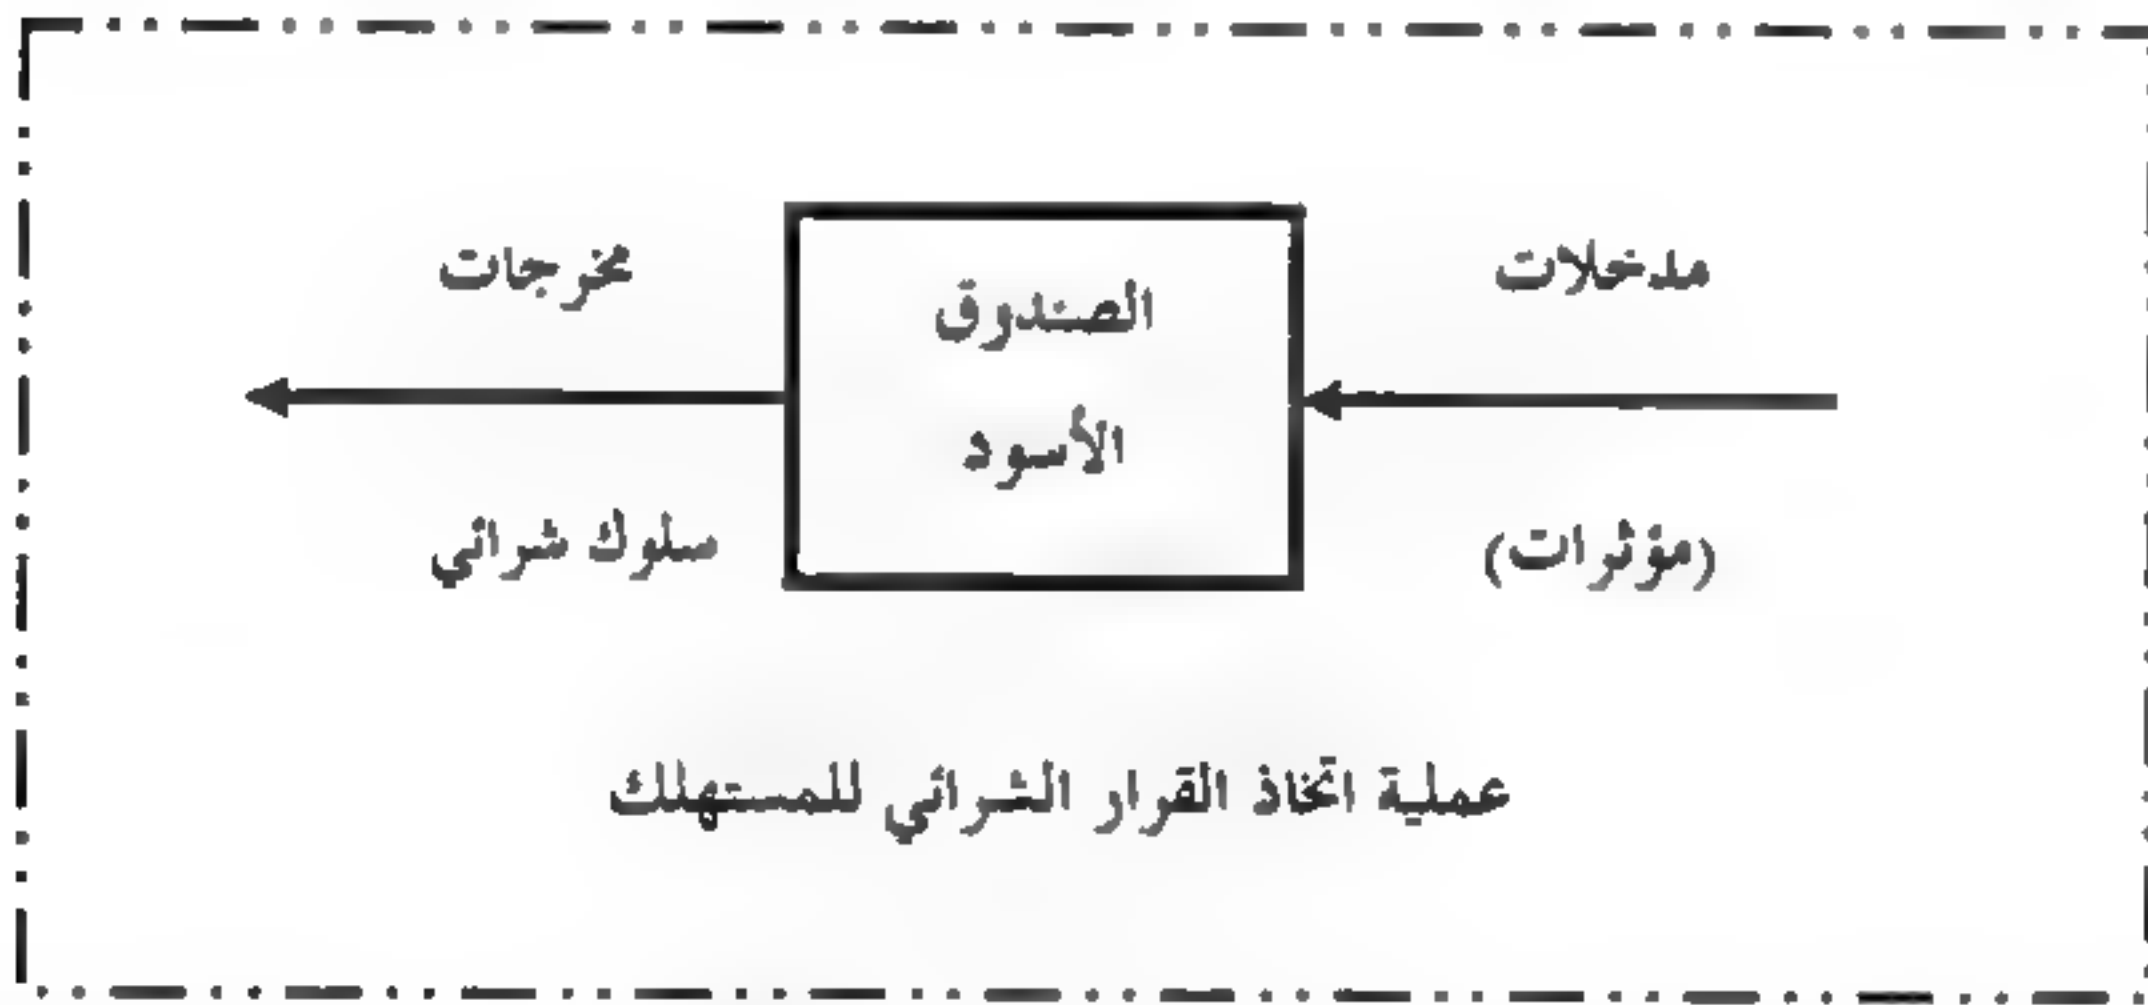 مدخلات
(مؤثرات)
الصندوق
الأسود
مخرجات
سلوك شرائي
عملية اتخاذ القرار الشرائي للمستهلك